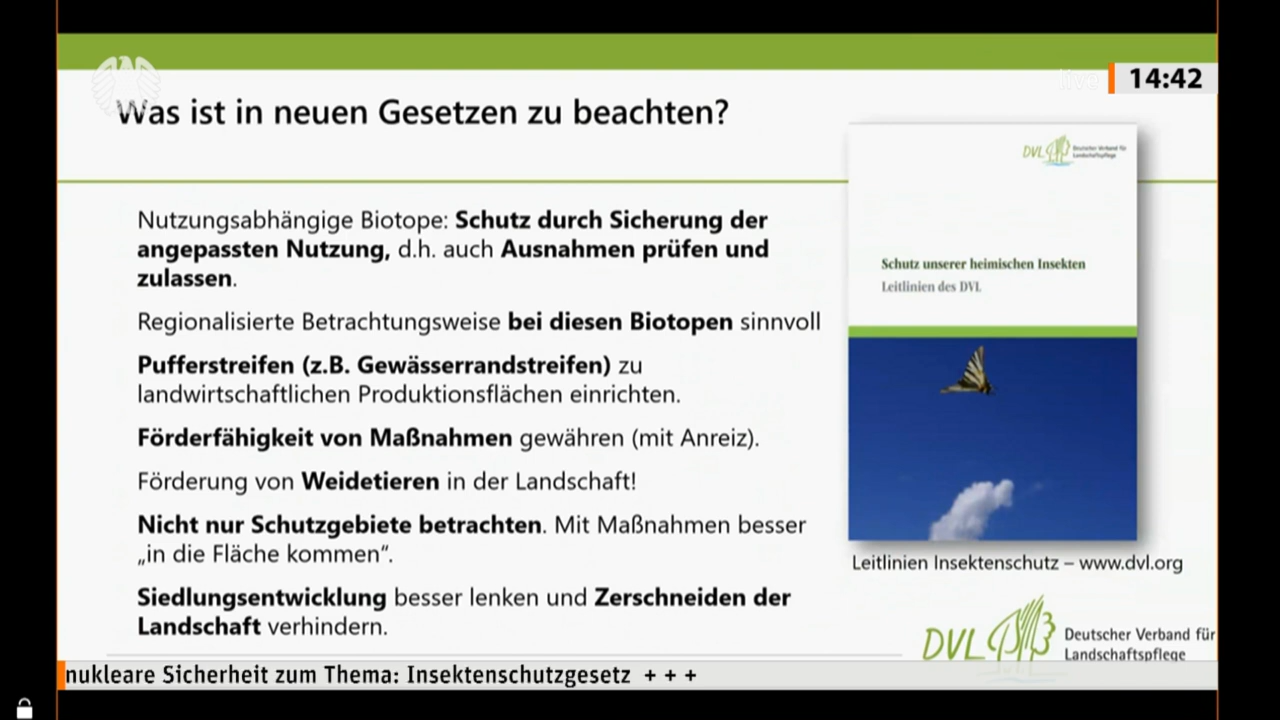 live
14:42
Was ist in neuen Gesetzen zu beachten?
DVL Deutscher Verband für
Landschaftspflege
Schutz unserer heimischen Insekten
Leitlinien des DVL
Nutzungsabhängige Biotope: Schutz durch Sicherung der
angepassten Nutzung, d.h. auch Ausnahmen prüfen und
zulassen.
Regionalisierte Betrachtungsweise bei diesen Biotopen sinnvoll
Pufferstreifen (z.B. Gewässerrandstreifen) zu
landwirtschaftlichen Produktionsflächen einrichten.
Förderfähigkeit von Maßnahmen gewähren (mit Anreiz).
Förderung von Weidetieren in der Landschaft!
Nicht nur Schutzgebiete betrachten. Mit Maßnahmen besser
„in die Fläche kommen“.
Siedlungsentwicklung besser lenken und Zerschneiden der
Landschaft verhindern.
Leitlinien Insektenschutz – www.dvl.org
DVL Deutscher Verband für
Landschaftspflege
nukleare Sicherheit zum Thema: Insektenschutzgesetz +++